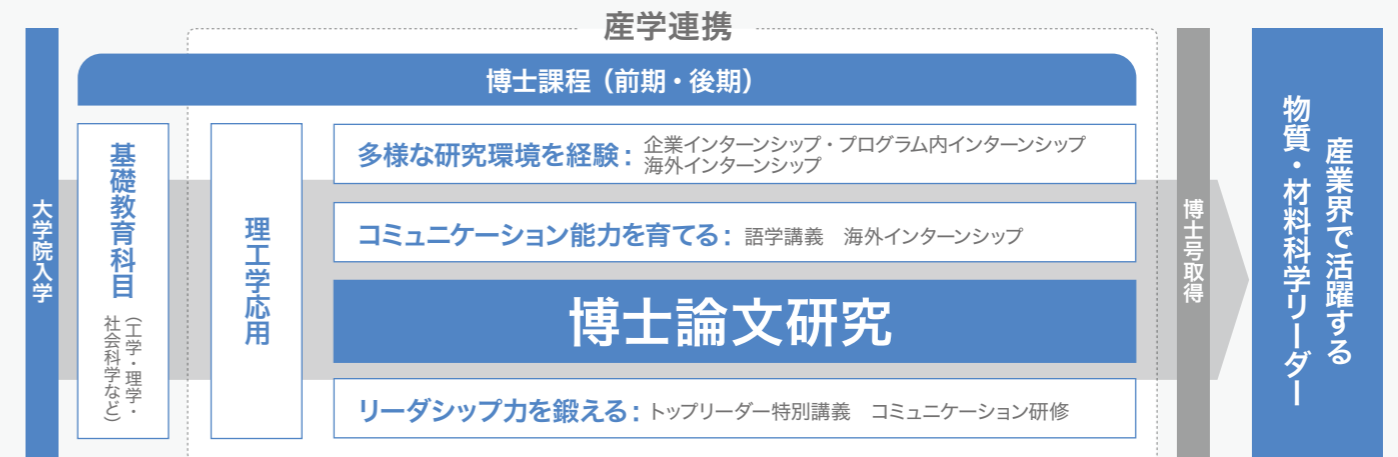 産学連携
博士課程（前期・後期）
大学院入学
基礎教育科目
（工学・理学・
社会科学など）
理工学応用
多様な研究環境を経験：
企業インターンシップ・プログラム内インターンシップ
海外インターンシップ
コミュニケーション能力を育てる：語学講義　海外インターンシップ
博士論文研究
リーダシップ力を鍛える：トップリーダー特別講義　コミュニケーション研修
博士号取得
産業界で活躍する
物質・材料科学リーダー